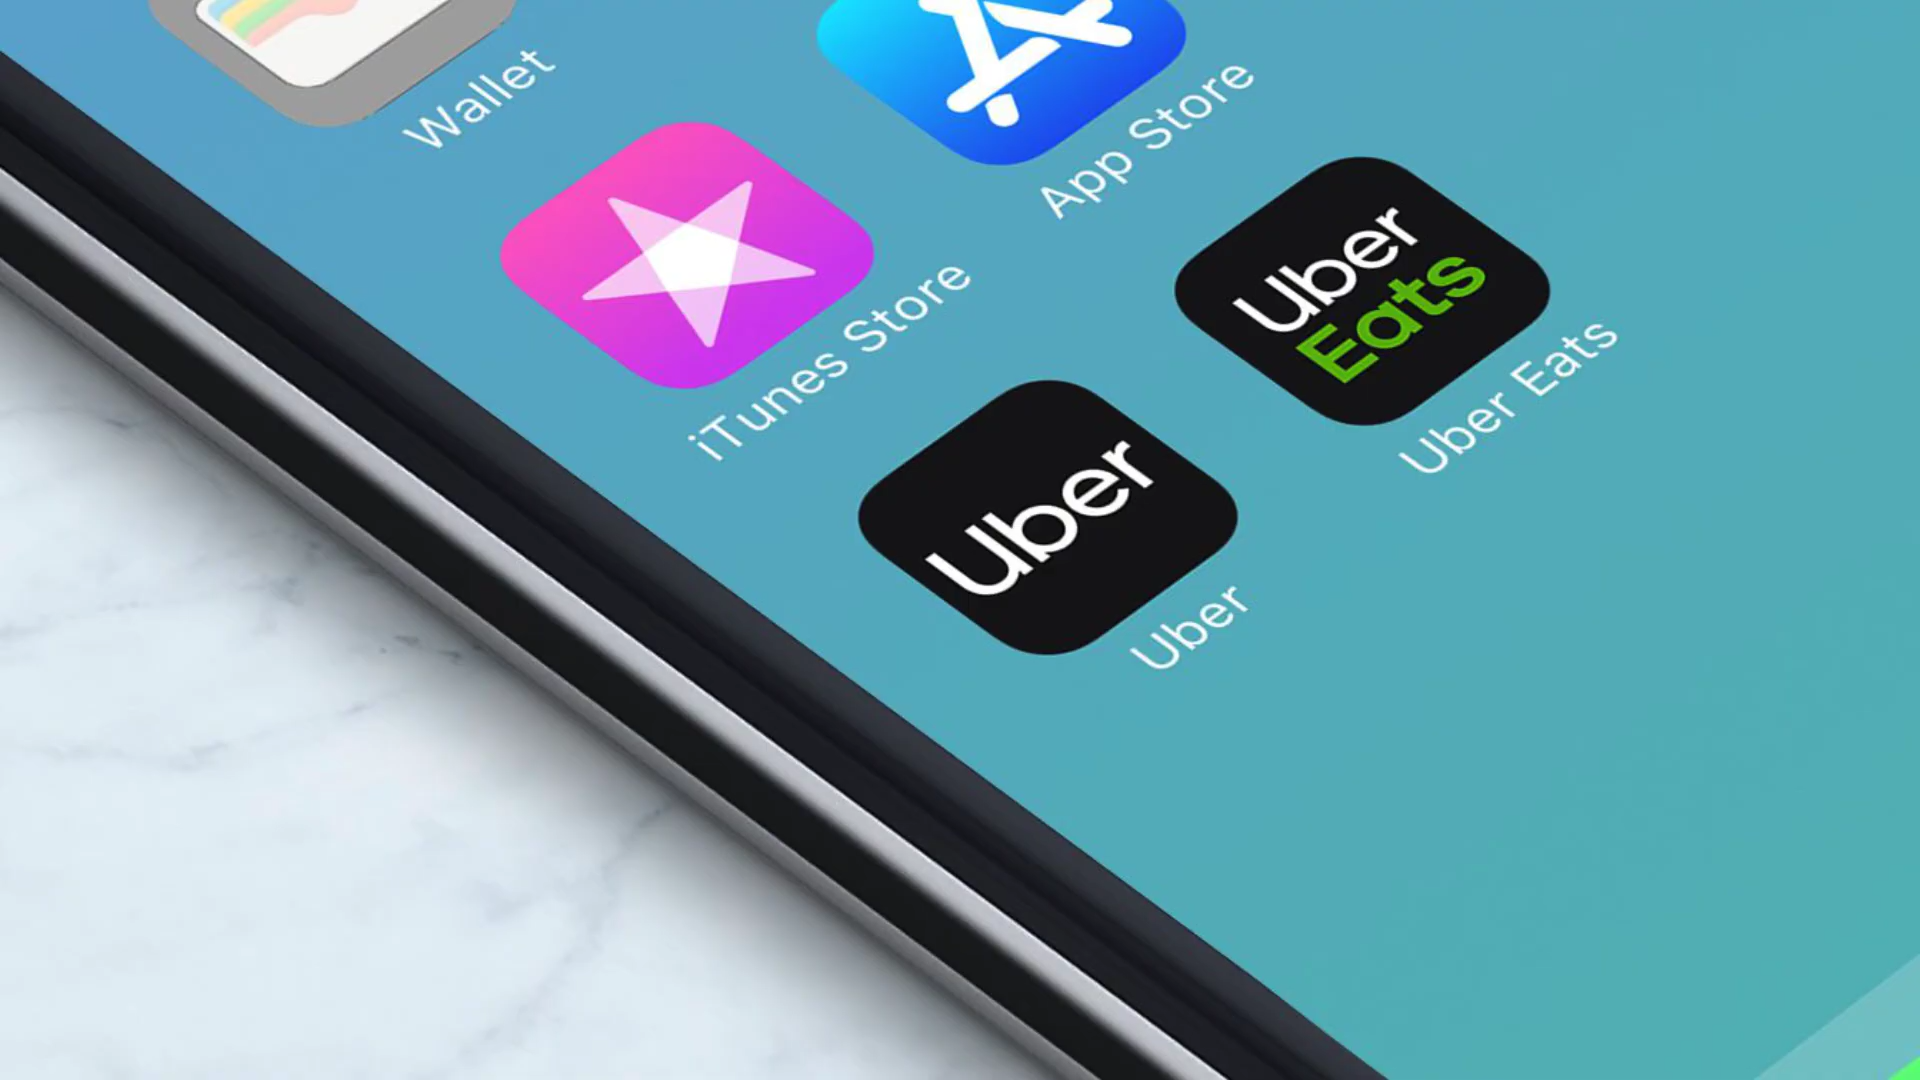 Wallet
App Store
iTunes Store
Uber
Eats
Uber Eats
Uber
Uber